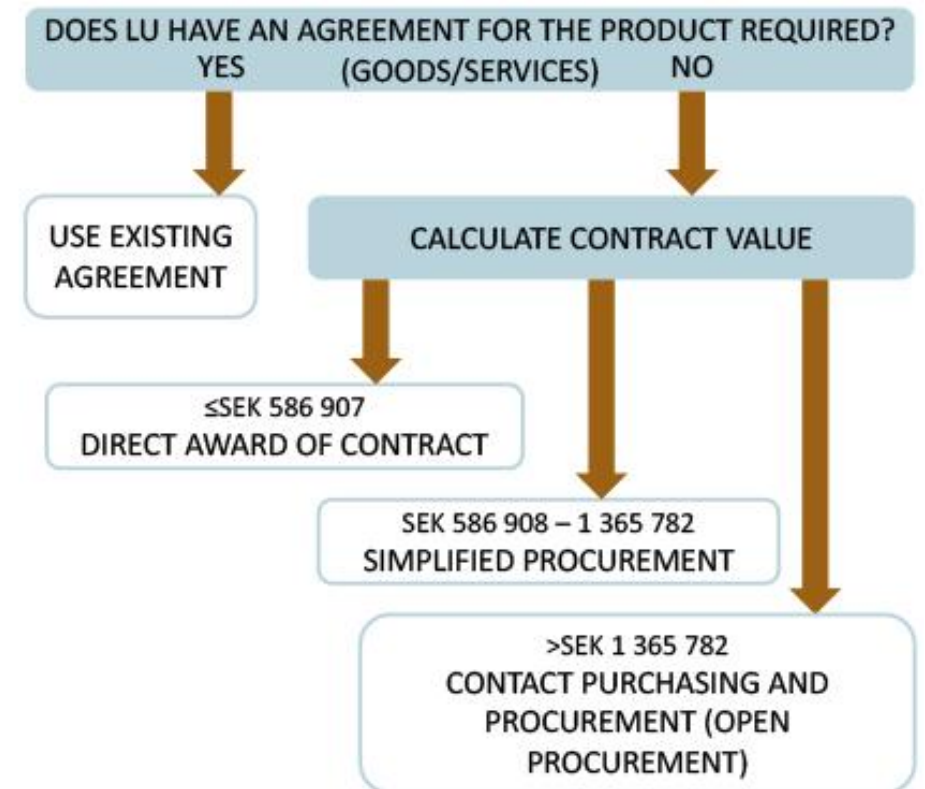 DOES LU HAVE AN AGREEMENT FOR THE PRODUCT REQUIRED?
YES (GOODS/SERVICES) NO
USE EXISTING
AGREEMENT
CALCULATE CONTRACT VALUE
≤SEK 586 907
DIRECT AWARD OF CONTRACT
SEK 586 908 – 1 365 782
SIMPLIFIED PROCUREMENT
>SEK 1 365 782
CONTACT PURCHASING AND
PROCUREMENT (OPEN
PROCUREMENT)